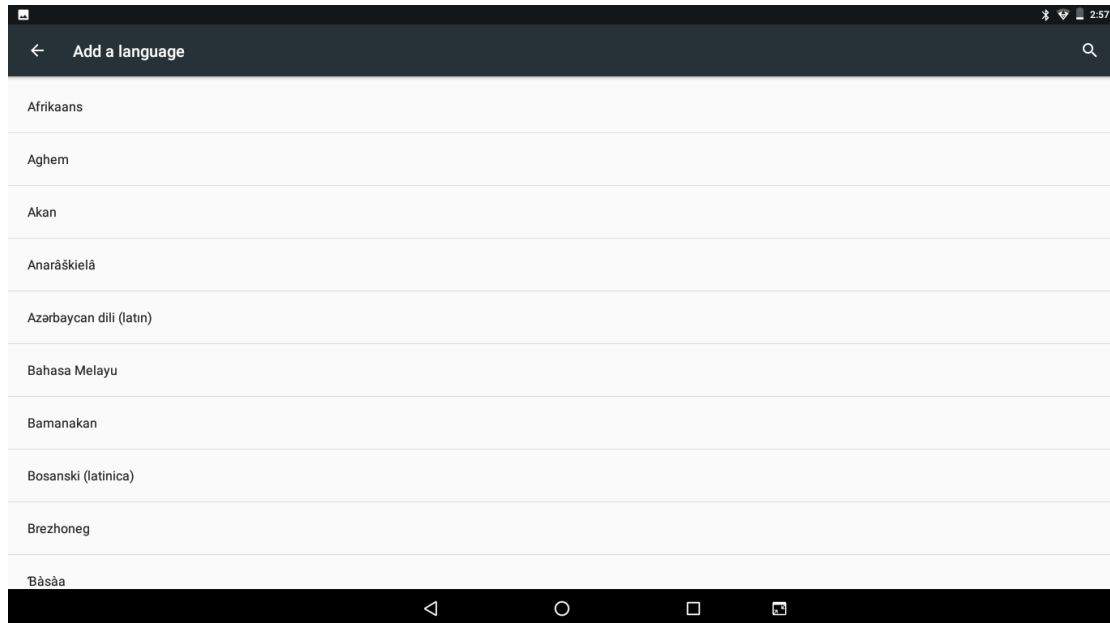 2:57
Add a language
Afrikaans
Aghem
Akan
Anarâškielâ
Azərbaycan dili (latın)
Bahasa Melayu
Bamanakan
Bosanski (latinica)
Brezhoneg
Ɓàsàa